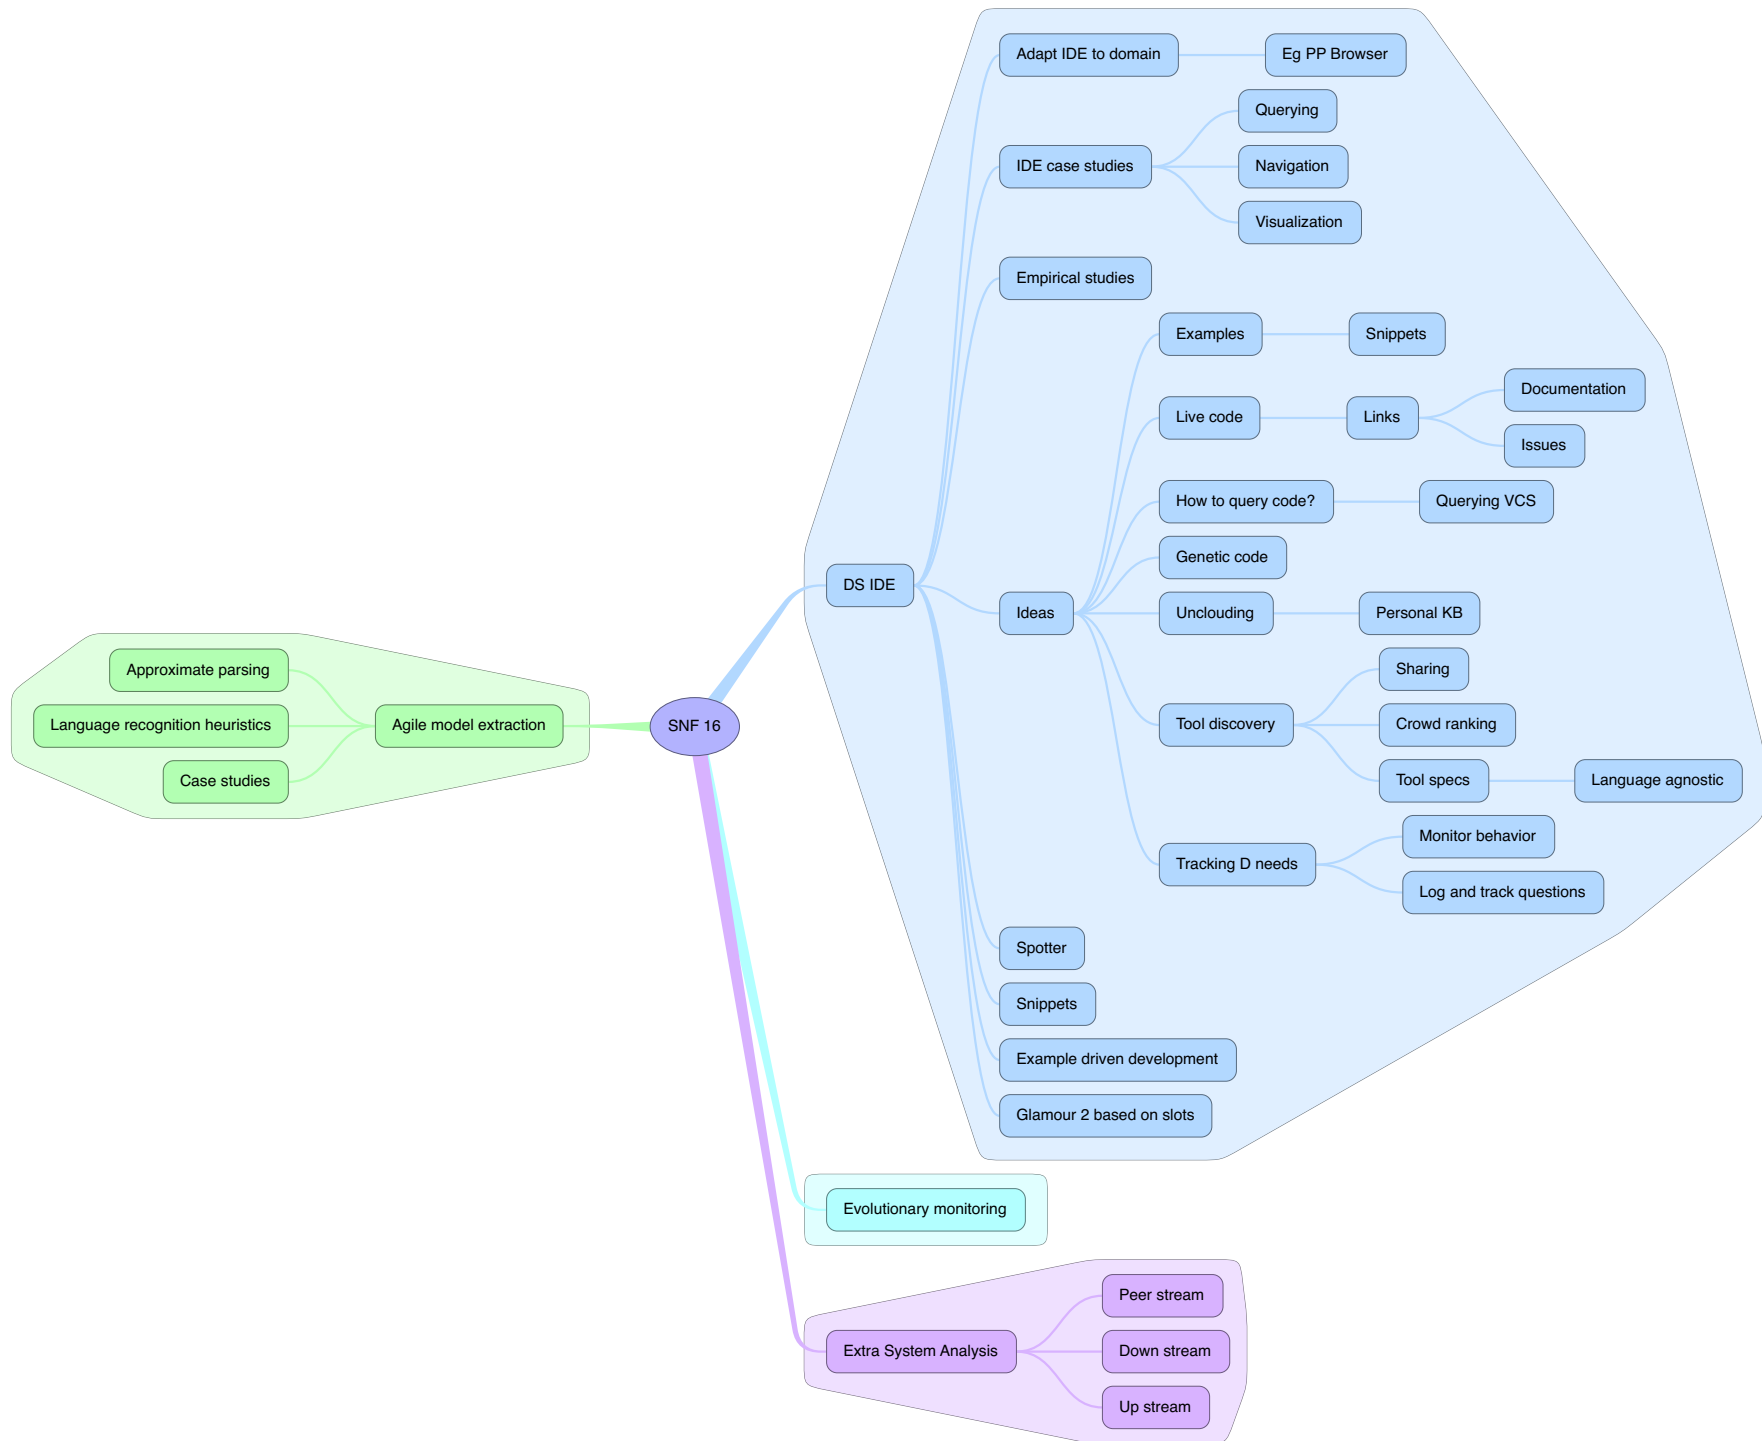 SNF 16
Agile model extraction
Approximate parsing
Language recognition heuristics
Case studies
DS IDE
Adapt IDE to domain
Eg PP Browser
IDE case studies
Querying
Navigation
Visualization
Empirical studies
Ideas
Examples
Snippets
Live code
Links
Documentation
Issues
How to query code?
Querying VCS
Genetic code
Unclouding
Personal KB
Tool discovery
Sharing
Crowd ranking
Tool specs
Language agnostic
Tracking D needs
Monitor behavior
Log and track questions
Spotter
Snippets
Example driven development
Glamour 2 based on slots
Evolutionary monitoring
Extra System Analysis
Peer stream
Down stream
Up stream